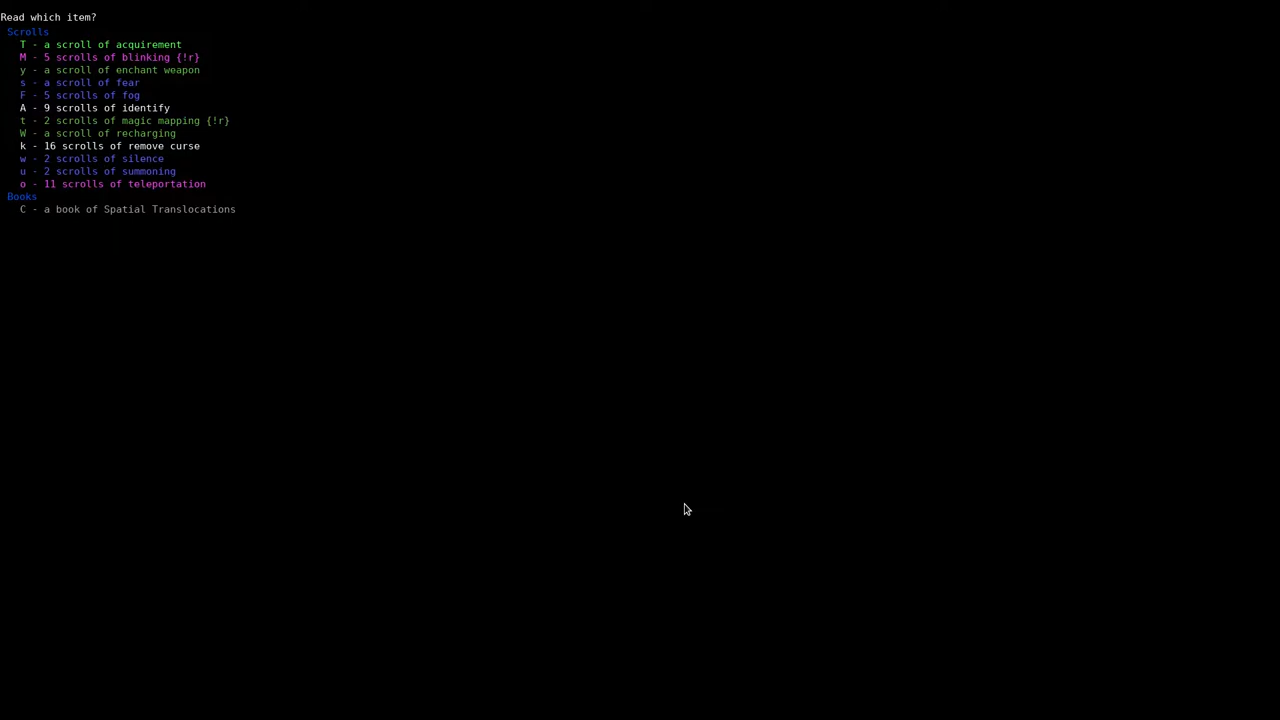 Read which item?
Scrolls
T - a scroll of acquirement
M - 5 scrolls of blinking {!r}
y - a scroll of enchant weapon
s - a scroll of fear
F - 5 scrolls of fog
A - 9 scrolls of identify
t - 2 scrolls of magic mapping {!r}
W - a scroll of recharging
k - 16 scrolls of remove curse
w - 2 scrolls of silence
u - 2 scrolls of summoning
o - 11 scrolls of teleportation
Books
C - a book of Spatial Translocations